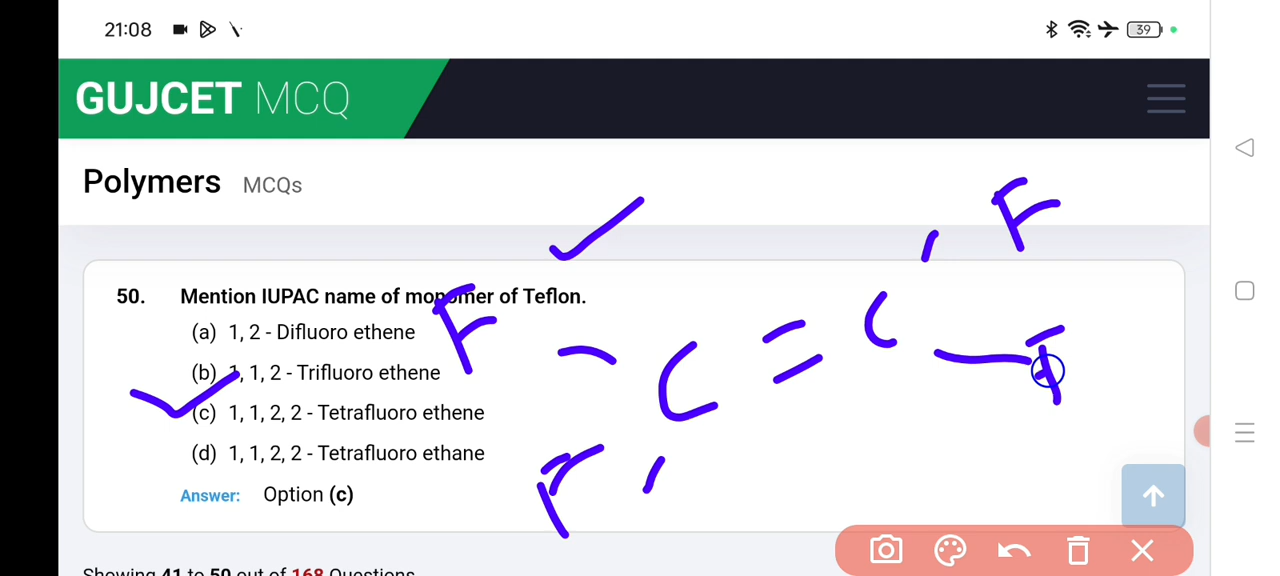 21:08 39
GUJCET MCQ
Polymers MCQs
F
50. Mention IUPAC name of monomer of Teflon.
(a) 1, 2 - Difluoro ethene
F - C = C - F
(b) 1, 1, 2 - Trifluoro ethene
(c) 1, 1, 2, 2 - Tetrafluoro ethene
(d) 1, 1, 2, 2 - Tetrafluoro ethane
F
Answer: Option (c)
Showing 41 to 50 out of 168 Questions